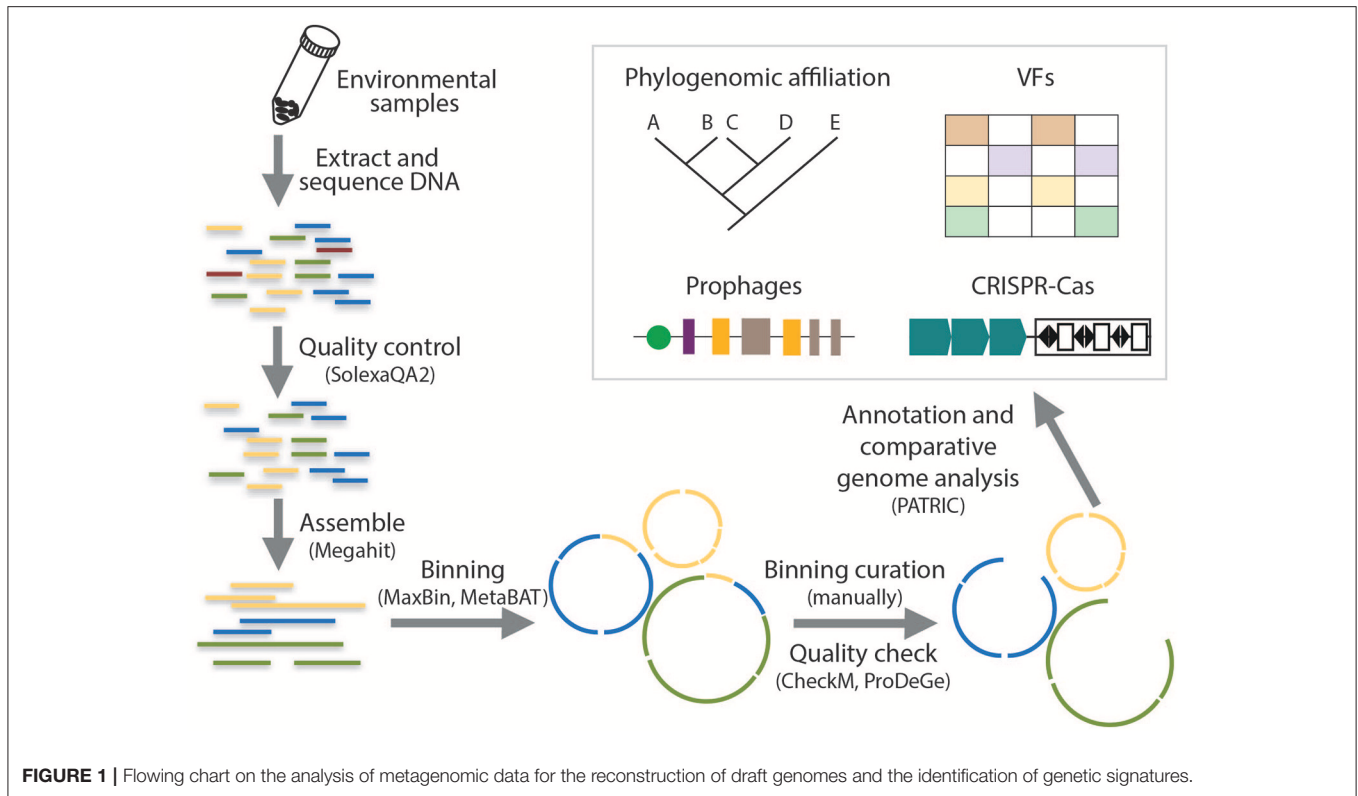 Environmental
samples
Extract and
sequence DNA
Quality control
(SolexaQA2)
Assemble
(Megahit)
Binning
(MaxBin, MetaBAT)
Binning curation
(manually)
Quality check
(CheckM, ProDeGe)
Annotation and
comparative
genome analysis
(PATRIC)
Phylogenomic affiliation
A B C D E
VFs
Prophages
CRISPR-Cas
FIGURE 1 | Flowing chart on the analysis of metagenomic data for the reconstruction of draft genomes and the identification of genetic signatures.